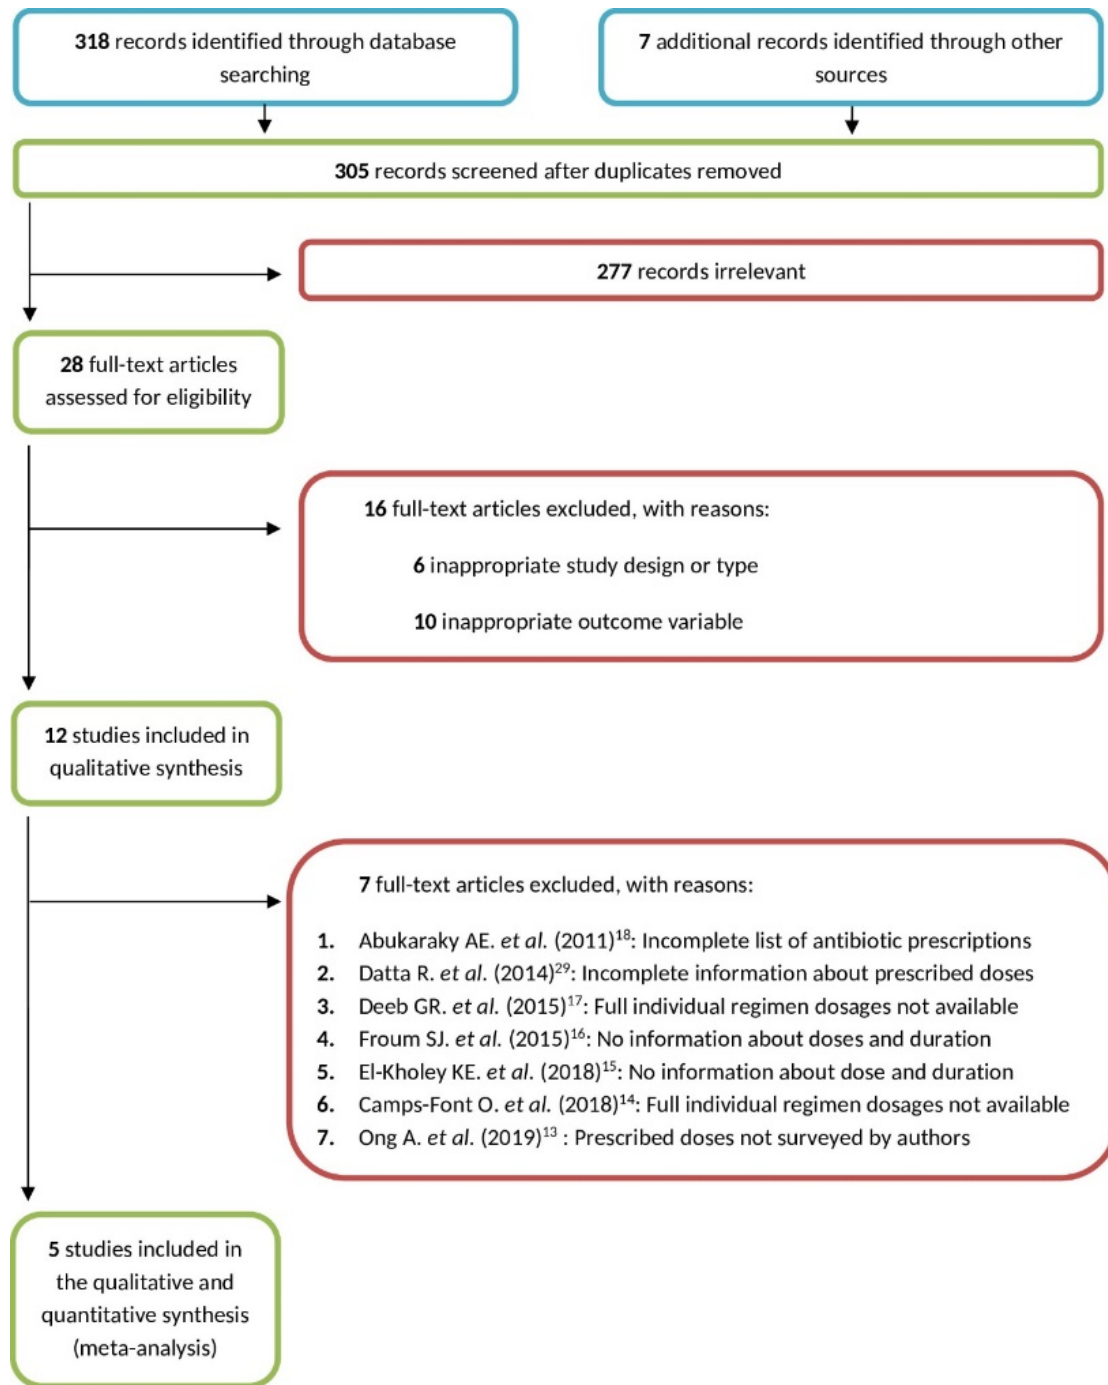 318 records identified through database
searching
7 additional records identified through other
sources
305 records screened after duplicates removed
277 records irrelevant
28 full-text articles
assessed for eligibility
16 full-text articles excluded, with reasons:
6 inappropriate study design or type
10 inappropriate outcome variable
12 studies included in
qualitative synthesis
7 full-text articles excluded, with reasons:
1. Abukaraky AE. et al. (2011)18: Incomplete list of antibiotic prescriptions
2. Datta R. et al. (2014)29: Incomplete information about prescribed doses
3. Deeb GR. et al. (2015)17: Full individual regimen dosages not available
4. Froum SJ. et al. (2015)16: No information about doses and duration
5. El-Kholey KE. et al. (2018)15: No information about dose and duration
6. Camps-Font O. et al. (2018)14: Full individual regimen dosages not available
7. Ong A. et al. (2019)13 : Prescribed doses not surveyed by authors
5 studies included in
the qualitative and
quantitative synthesis
(meta-analysis)